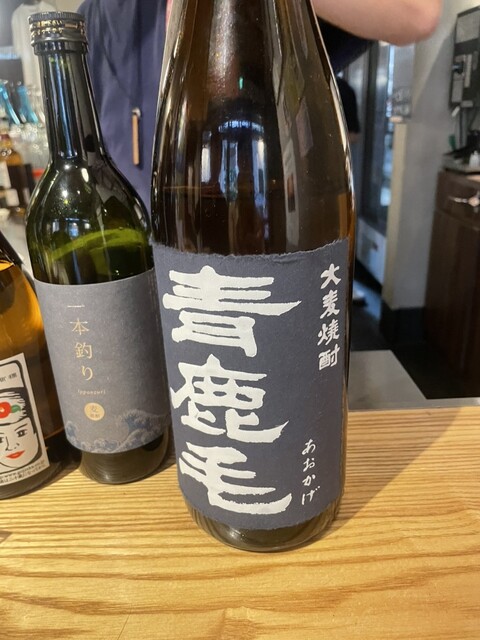 大麦焼酎
青鹿毛
あおかげ
一本釣り
ipponzuri